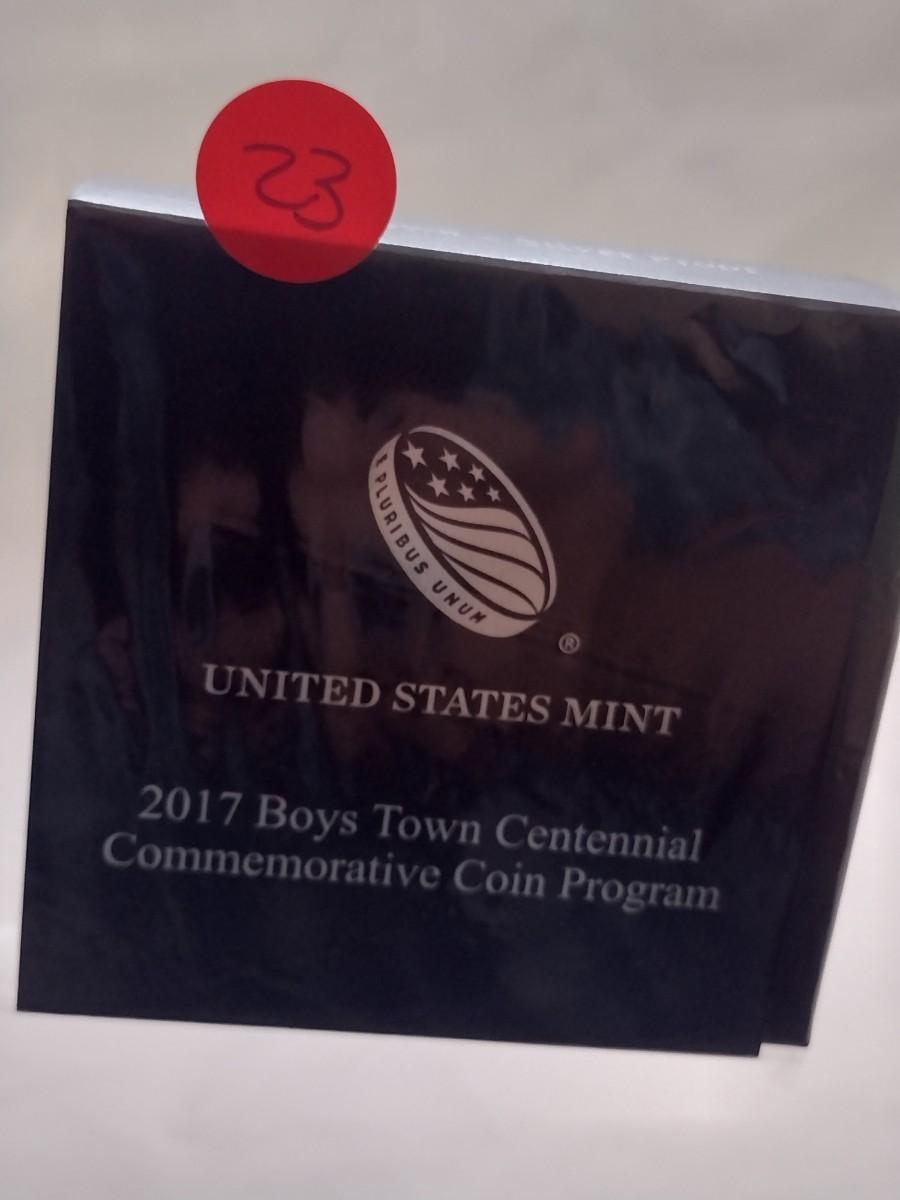 23
E PLURIBUS UNUM
®
UNITED STATES MINT
2017 Boys Town Centennial
Commemorative Coin Program